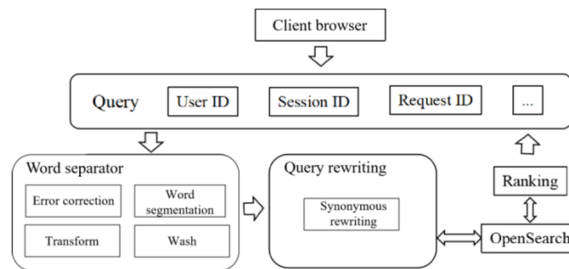 Client browser
Query
User ID
Session ID
Request ID
...
Word separator
Error correction
Word
segmentation
Transform
Wash
Query rewriting
Synonymous
rewriting
Ranking
OpenSearch